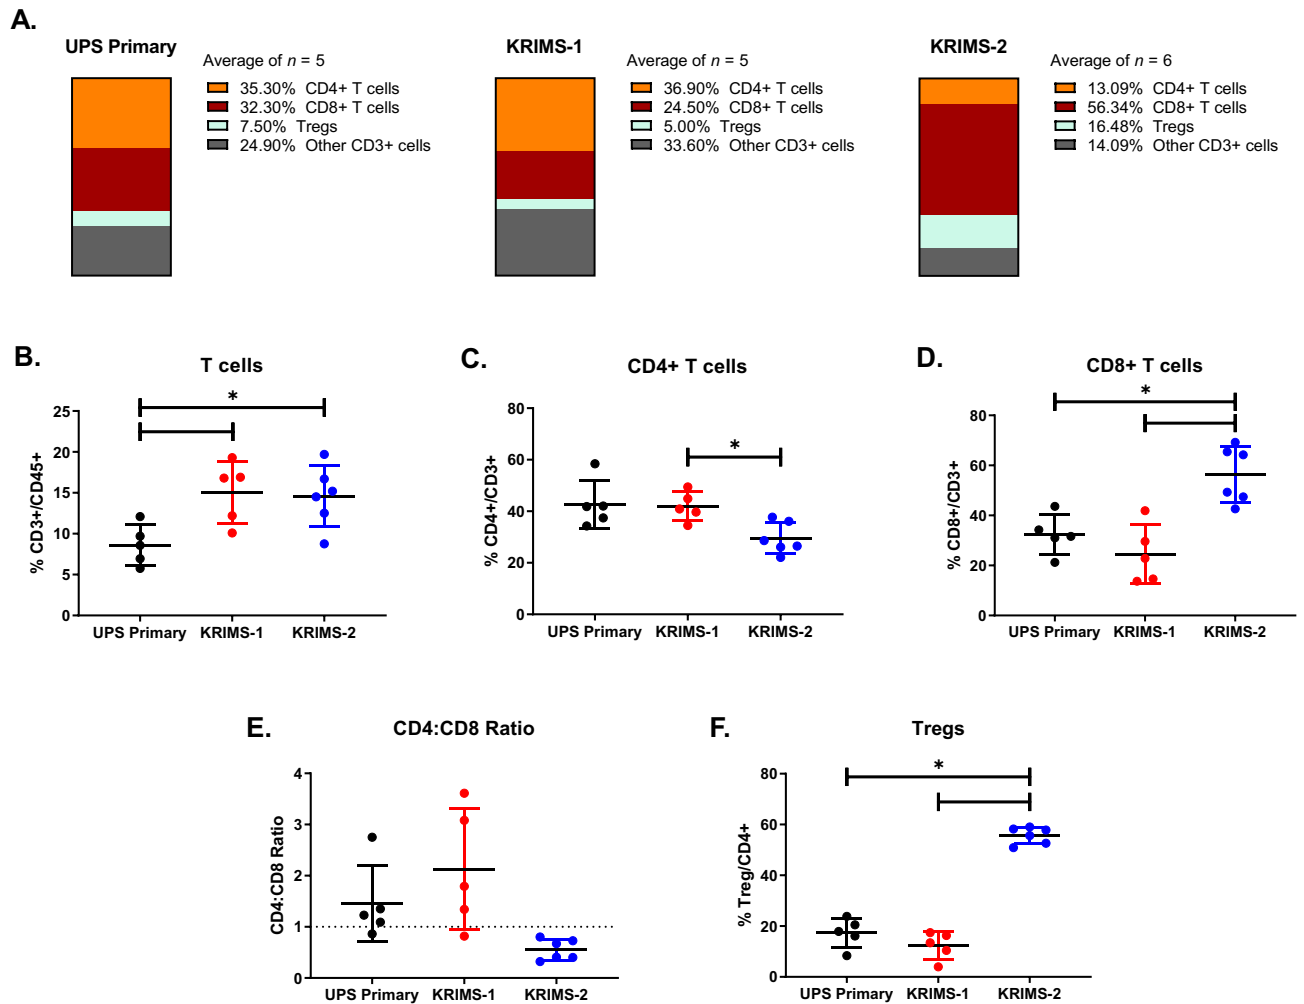 A.
UPS Primary
Average of n = 5
35.30% CD4+ T cells
32.30% CD8+ T cells
7.50% Tregs
24.90% Other CD3+ cells
KRIMS-1
Average of n = 5
36.90% CD4+ T cells
24.50% CD8+ T cells
5.00% Tregs
33.60% Other CD3+ cells
KRIMS-2
Average of n = 6
13.09% CD4+ T cells
56.34% CD8+ T cells
16.48% Tregs
14.09% Other CD3+ cells
B.
T cells
% CD3+/CD45+
25
20
15
10
5
0
*
UPS Primary KRIMS-1 KRIMS-2
C.
CD4+ T cells
% CD4+/CD3+
80
60
40
20
0
*
UPS Primary KRIMS-1 KRIMS-2
D.
CD8+ T cells
% CD8+/CD3+
80
60
40
20
0
*
UPS Primary KRIMS-1 KRIMS-2
E.
CD4:CD8 Ratio
CD4:CD8 Ratio
4
3
2
1
0
UPS Primary KRIMS-1 KRIMS-2
F.
Tregs
% Treg/CD4+
80
60
40
20
0
*
UPS Primary KRIMS-1 KRIMS-2